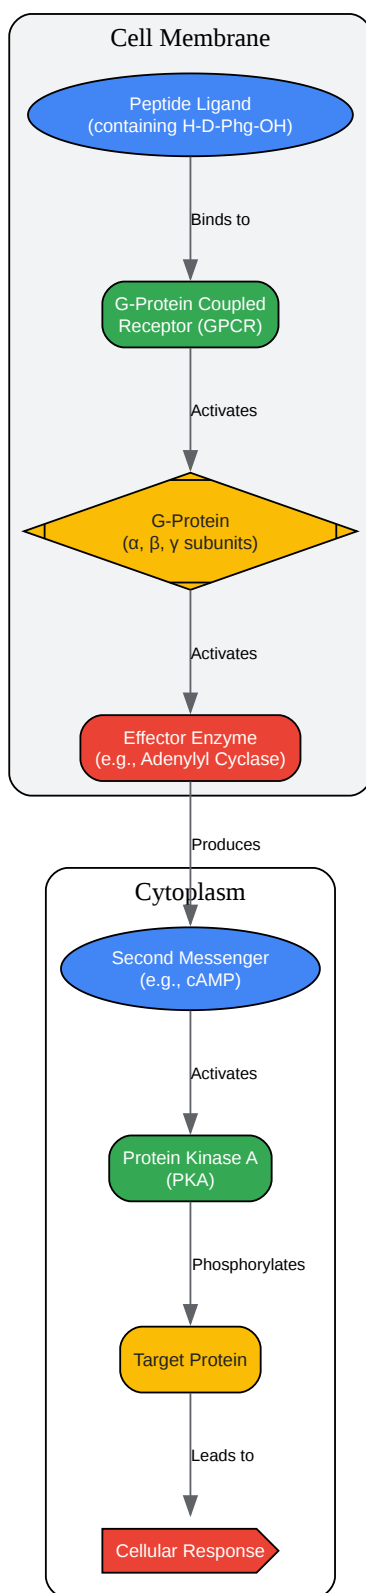 Cell Membrane
Peptide Ligand
(containing H-D-Phg-OH)
Binds to
G-Protein Coupled
Receptor (GPCR)
Activates
G-Protein
(α, β, γ subunits)
Activates
Effector Enzyme
(e.g., Adenylyl Cyclase)
Produces
Cytoplasm
Second Messenger
(e.g., cAMP)
Activates
Protein Kinase A
(PKA)
Phosphorylates
Target Protein
Leads to
Cellular Response